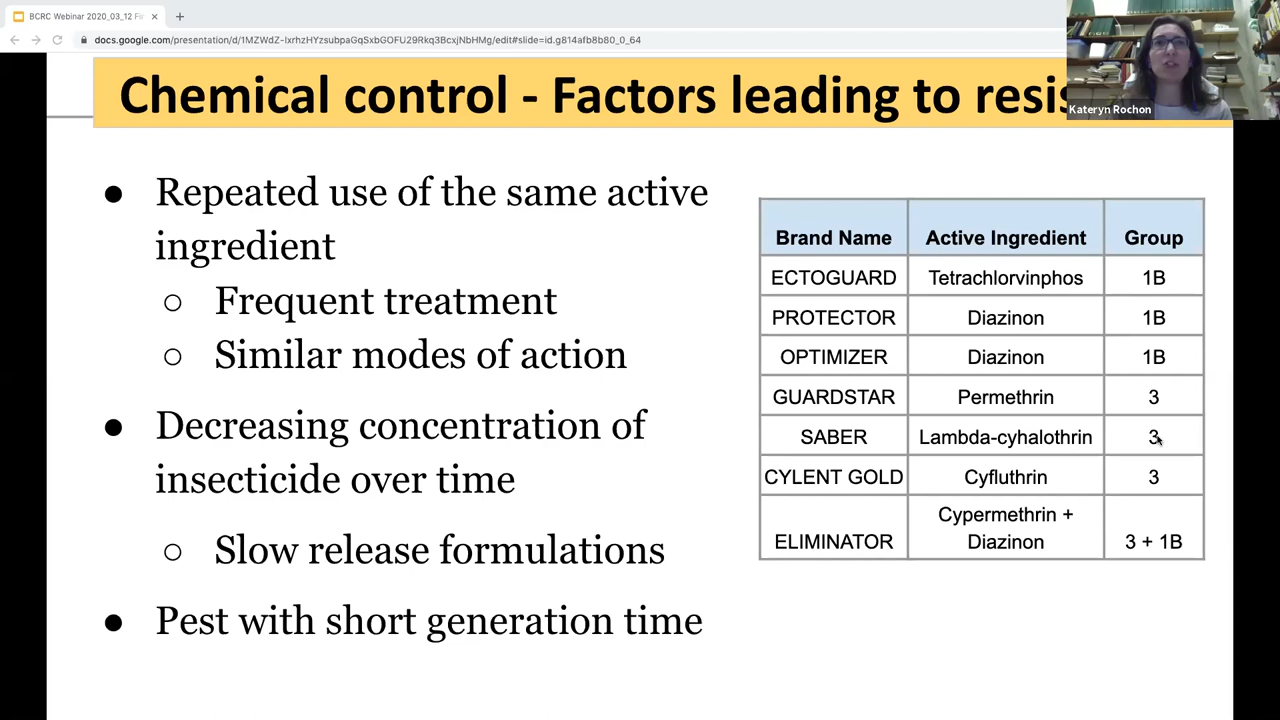 BCRC Webinar 2020_03_12 Fi
docs.google.com/presentation/d/1MZWdZ-lxrhzHYzsubpaGqSxbGOFU29Rkq3BcxjNbHMg/edit#slide=id.g814afb8b80_0_64
Kateryn Rochon
Chemical control - Factors leading to resis
● Repeated use of the same active
ingredient
○ Frequent treatment
○ Similar modes of action
● Decreasing concentration of
insecticide over time
○ Slow release formulations
● Pest with short generation time
Brand Name Active Ingredient Group
ECTOGUARD Tetrachlorvinphos 1B
PROTECTOR Diazinon 1B
OPTIMIZER Diazinon 1B
GUARDSTAR Permethrin 3
SABER Lambda-cyhalothrin 3
CYLENT GOLD Cyfluthrin 3
Cypermethrin +
ELIMINATOR Diazinon 3 + 1B